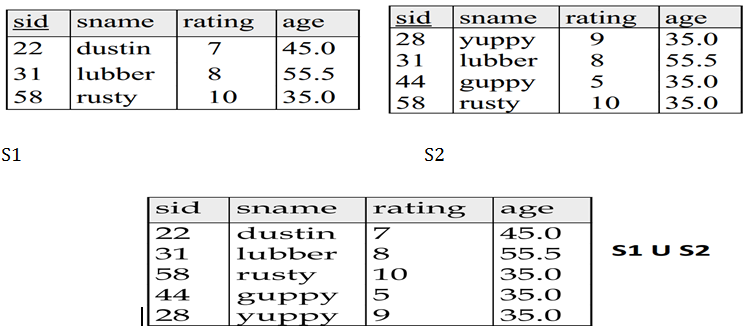 sid sname rating age
22 dustin 7 45.0
31 lubber 8 55.5
58 rusty 10 35.0
S1
sid sname rating age
28 yuppy 9 35.0
31 lubber 8 55.5
44 guppy 5 35.0
58 rusty 10 35.0
S2
sid sname rating age
22 dustin 7 45.0
31 lubber 8 55.5
58 rusty 10 35.0
44 guppy 5 35.0
28 yuppy 9 35.0
S1 U S2